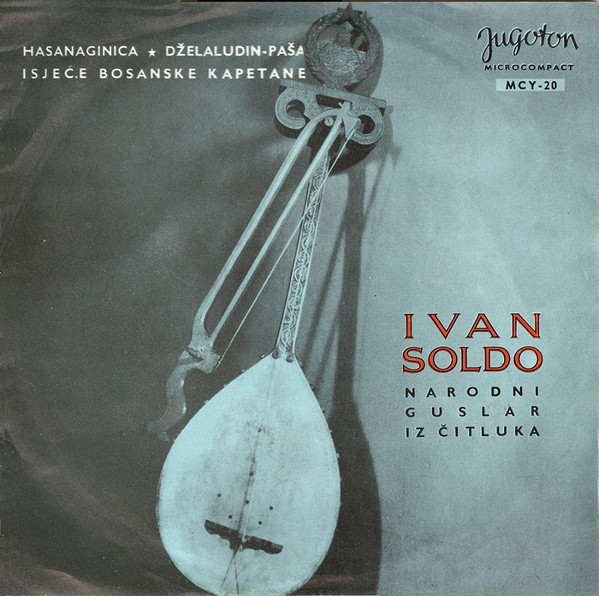 HASANAGINICA ★ DŽELALUDIN-PAŠA
ISJEĆE BOSANSKE KAPETANE
Jugoton
MICROCOMPACT
MCY-20
IVAN
SOLDO
NARODNI
GUSLAR
IZ ČITLUKA